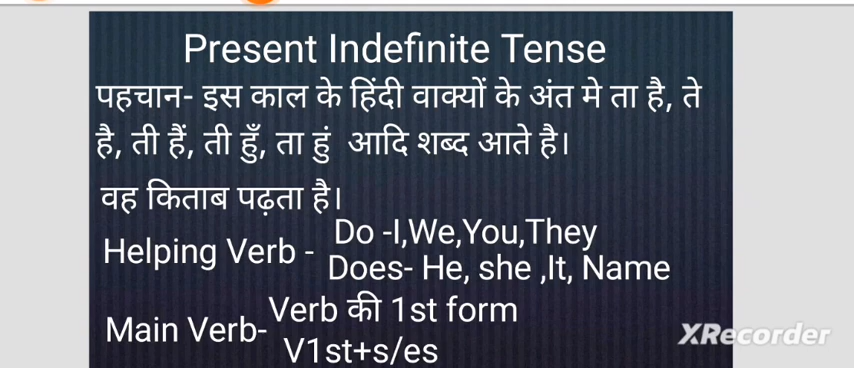 Present Indefinite Tense
पहचान- इस काल के हिंदी वाक्यों के अंत मे ता है, ते
है, ती हैं, ती हुँ, ता हुं आदि शब्द आते है।
वह किताब पढ़ता है।
Helping Verb - Do -I,We,You,They
Does- He, she ,It, Name
Main Verb- Verb की 1st form
V1st+s/es
XRecorder